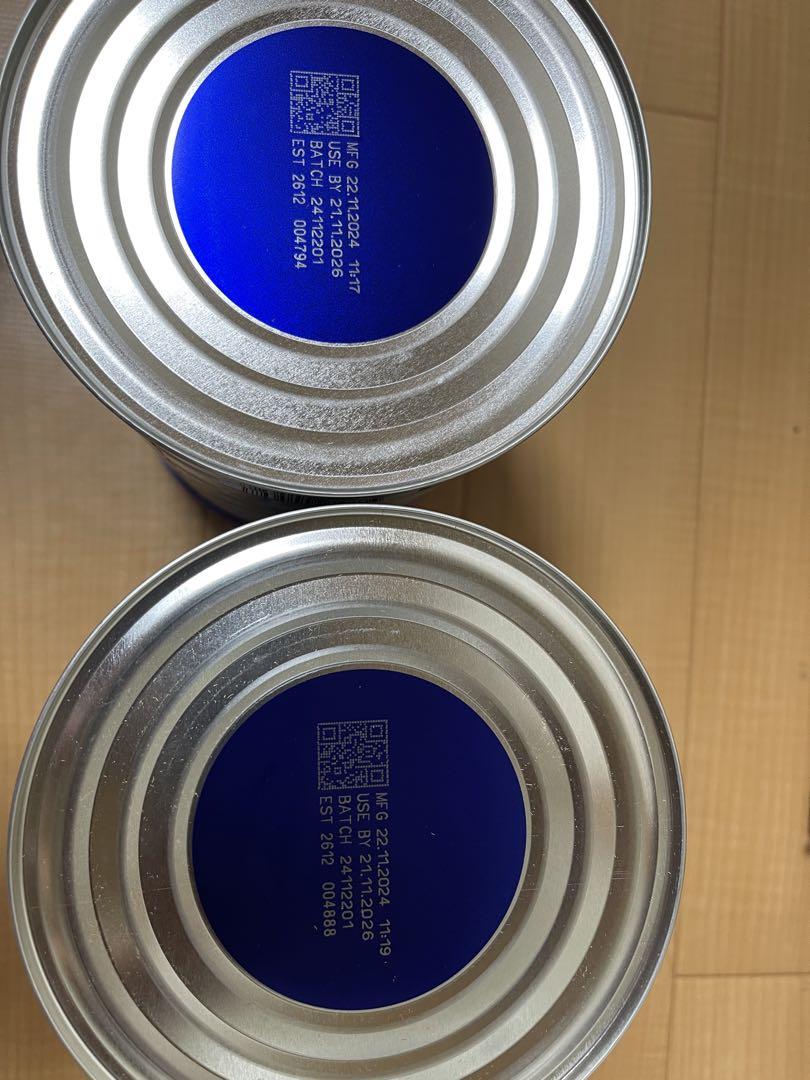 MFG 22.11.2024 11:17
USE BY 21.11.2026
BATCH 24112201
EST 2612 004794
MFG 22.11.2024 11:19
USE BY 21.11.2026
BATCH 24112201
EST 2612 004888